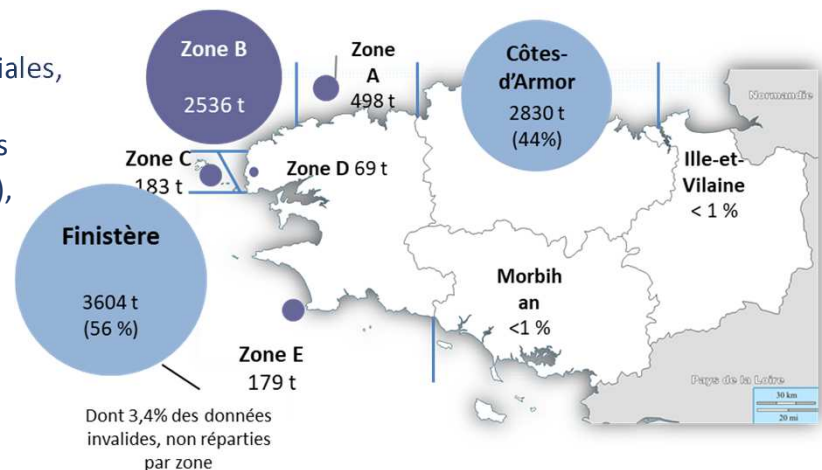 iales,
s
),
Zone B
2536 t
Zone
A
498 t
Côtes-
d’Armor
2830 t
(44%)
Normandie
Zone C
183 t
Zone D 69 t
Ille-et-
Vilaine
< 1 %
Finistère
3604 t
(56 %)
Morbih
an
<1 %
Zone E
179 t
Pays de la Loire
30 km
20 mi
Dont 3,4% des données
invalides, non réparties
par zone